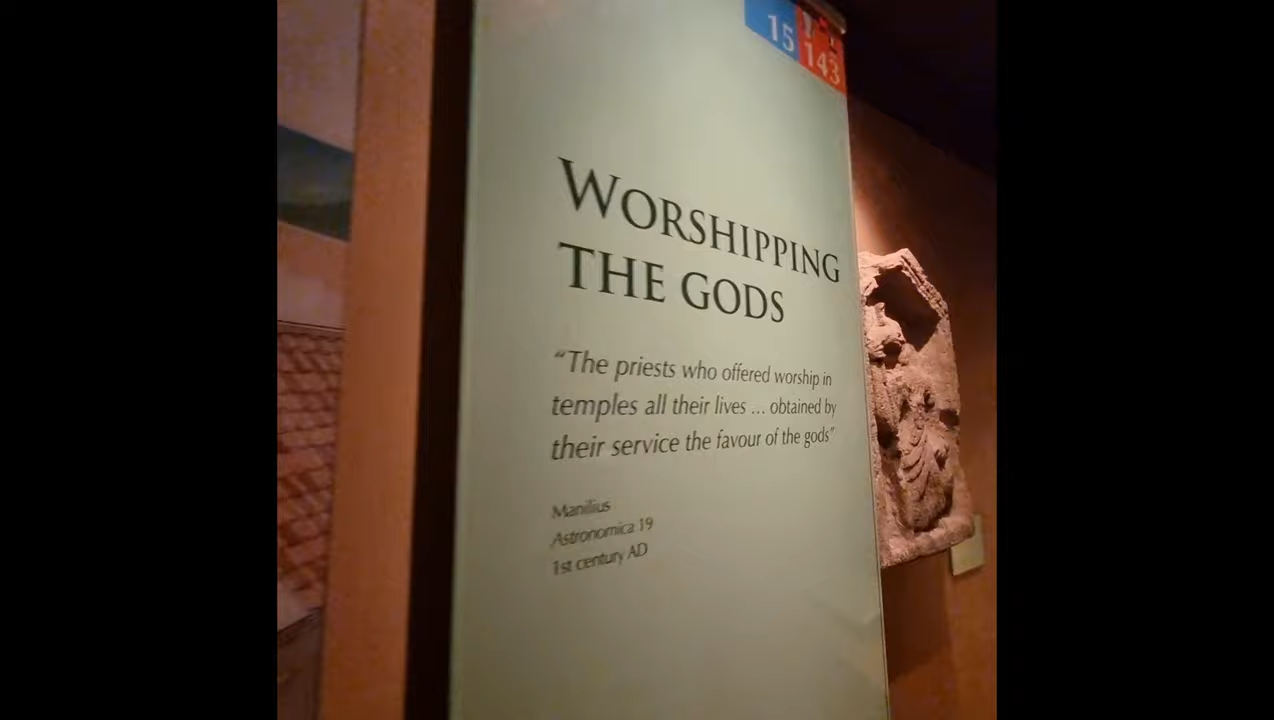 15
143
WORSHIPPING
THE GODS
“The priests who offered worship in
temples all their lives ... obtained by
their service the favour of the gods”
Manilius
Astronomica 19
1st century AD